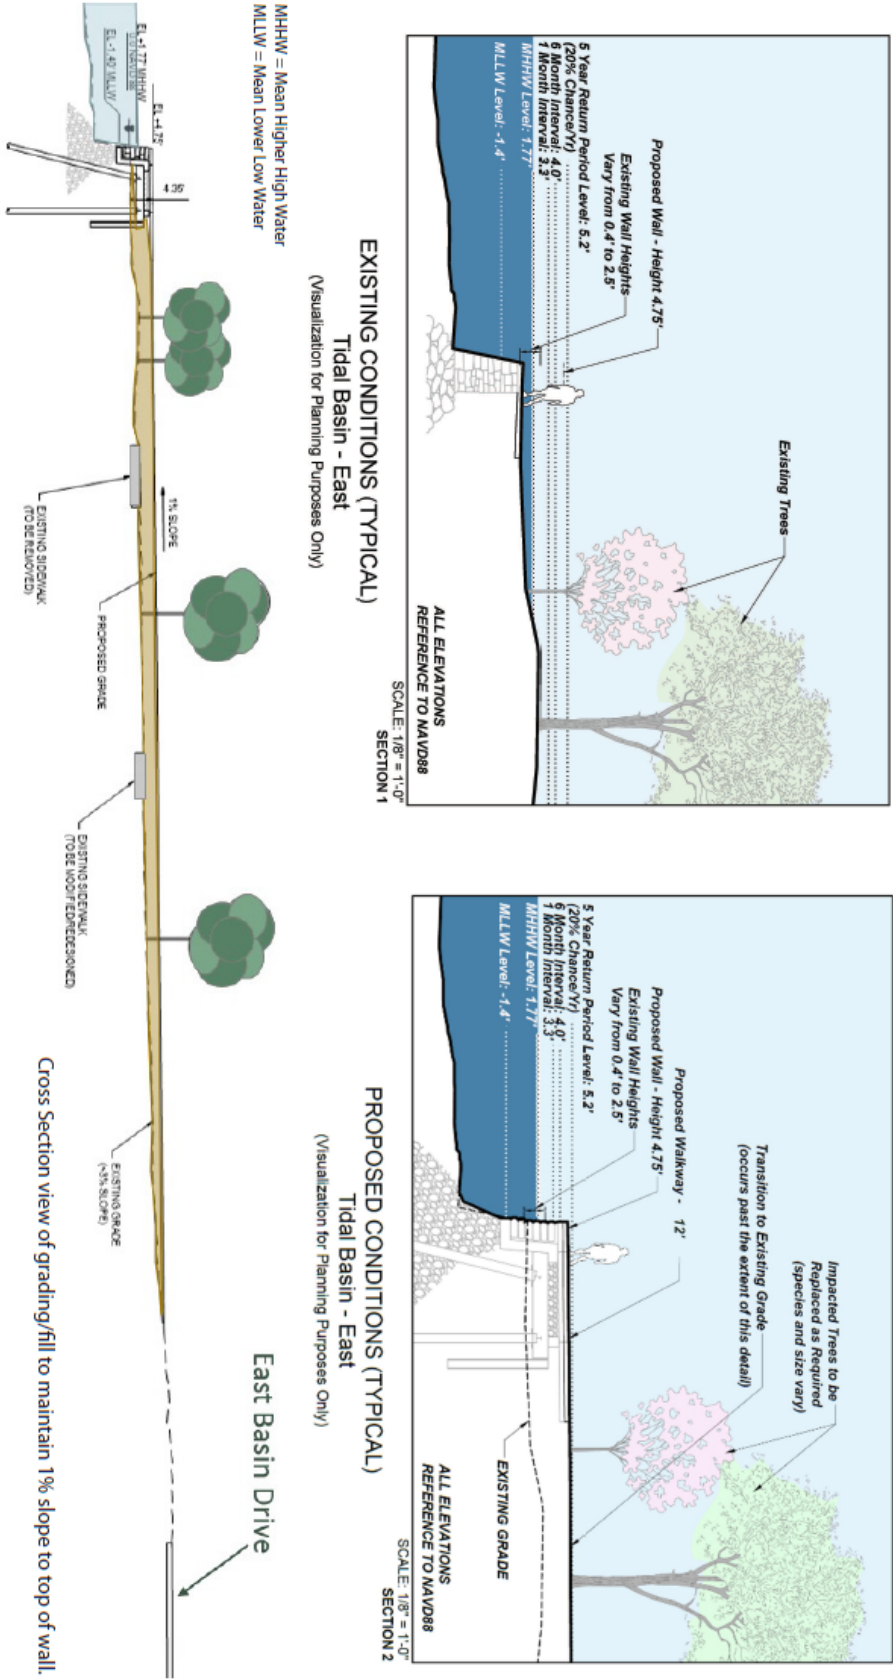 5 Year Return Period Level: 5.2'
(20% Chance/Yr)
6 Month Interval: 4.0'
1 Month Interval: 3.3'
MHHW Level: 1.77'
MLLW Level: -1.4'
Proposed Wall - Height 4.75'
Existing Wall Heights
Vary from 0.4' to 2.5'
Existing Trees
ALL ELEVATIONS
REFERENCE TO NAVD88
SCALE: 1/8" = 1'-0"
SECTION 1
EXISTING CONDITIONS (TYPICAL)
Tidal Basin - East
(Visualization for Planning Purposes Only)
Impacted Trees to be
Replaced as Required
(species and size vary)
Transition to Existing Grade
(occurs past the extent of this detail)
Proposed Walkway - 12'
Proposed Wall - Height 4.75'
Existing Wall Heights
Vary from 0.4' to 2.5'
5 Year Return Period Level: 5.2'
(20% Chance/Yr)
6 Month Interval: 4.0'
1 Month Interval: 3.3'
MHHW Level: 1.77'
MLLW Level: -1.4'
EXISTING GRADE
ALL ELEVATIONS
REFERENCE TO NAVD88
SCALE: 1/8" = 1'-0"
SECTION 2
PROPOSED CONDITIONS (TYPICAL)
Tidal Basin - East
(Visualization for Planning Purposes Only)
MHHW = Mean Higher High Water
MLLW = Mean Lower Low Water
EL +4.75'
EL +1.77' MHHW
0.0 NAVD88
EL -1.40' MLLW
4.35'
1% SLOPE
EXISTING SIDEWALK
(TO BE REMOVED)
PROPOSED GRADE
EXISTING SIDEWALK
(TO BE MODIFIED/REDESIGNED)
EXISTING GRADE
(<3% SLOPE)
East Basin Drive
Cross Section view of grading/fill to maintain 1% slope to top of wall.